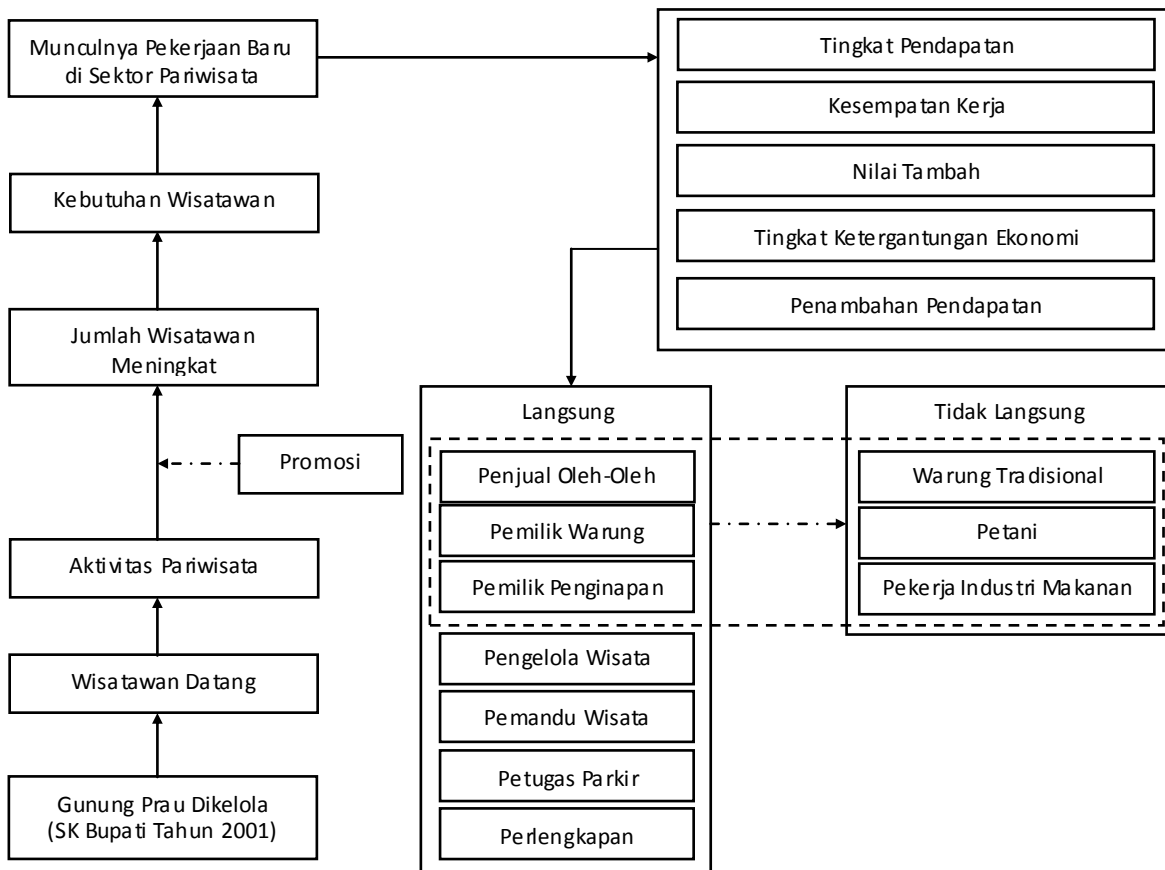 Munculnya Pekerjaan Baru
di Sektor Pariwisata
Kebutuhan Wisatawan
Jumlah Wisatawan
Meningkat
Promosi
Aktivitas Pariwisata
Wisatawan Datang
Gunung Prau Dikelola
(SK Bupati Tahun 2001)
Tingkat Pendapatan
Kesempatan Kerja
Nilai Tambah
Tingkat Ketergantungan Ekonomi
Penambahan Pendapatan
Langsung
Penjual Oleh-Oleh
Pemilik Warung
Pemilik Penginapan
Pengelola Wisata
Pemandu Wisata
Petugas Parkir
Perlengkapan
Tidak Langsung
Warung Tradisional
Petani
Pekerja Industri Makanan